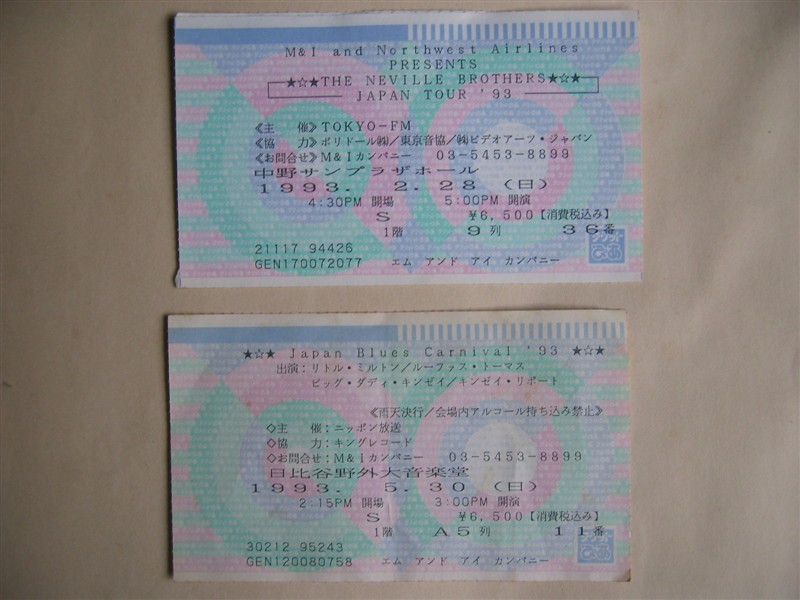 M&I and Northwest Airlines
PRESENTS
★☆★THE NEVILLE BROTHERS★☆★
JAPAN TOUR '93
《主 催》TOKYO-FM
《協 力》ポリドール㈱/東京音協/㈱ビデオアーツ・ジャパン
《お問合せ》M&Iカンパニー 03-5453-8899
中野サンプラザホール
1993. 2.28 (日)
4:30PM 開場 5:00PM 開演
S ¥6,500【消費税込み】
1階 9列 36番
21117 94426
GEN170072077 エム アンド アイ カンパニー
★☆★ Japan Blues Carnival '93 ★☆★
出演:リトル・ミルトン/ルーファス・トーマス
ビッグ・ダディ・キンゼイ/キンゼイ・リポート
《雨天決行/会場内アルコール持ち込み禁止》
◇主 催:ニッポン放送
◇協 力:キングレコード
◇お問合せ:M&Iカンパニー 03-5453-8899
日比谷野外大音楽堂
1993. 5.30 (日)
2:15PM 開場 3:00PM 開演
S ¥6,500【消費税込み】
1階 A5列 11番
30212 95243
GEN120080758 エム アンド アイ カンパニー